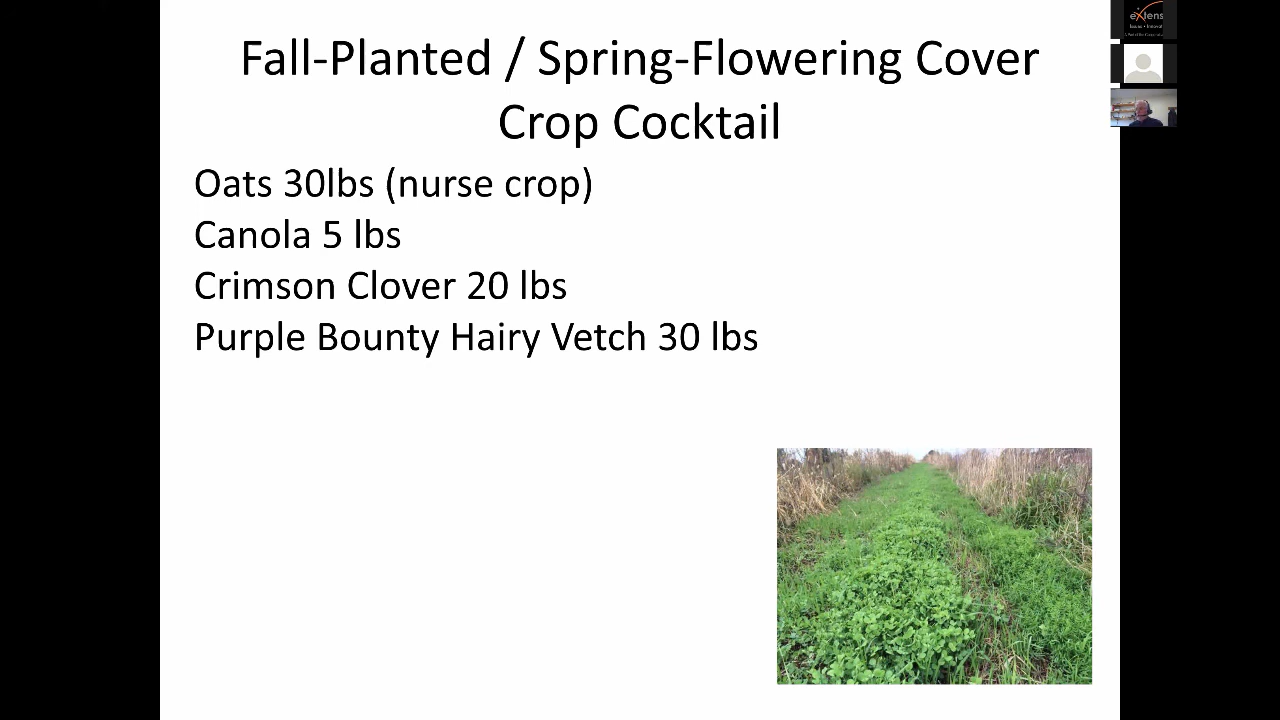 Fall-Planted / Spring-Flowering Cover
Crop Cocktail
Oats 30lbs (nurse crop)
Canola 5 lbs
Crimson Clover 20 lbs
Purple Bounty Hairy Vetch 30 lbs
eXtens